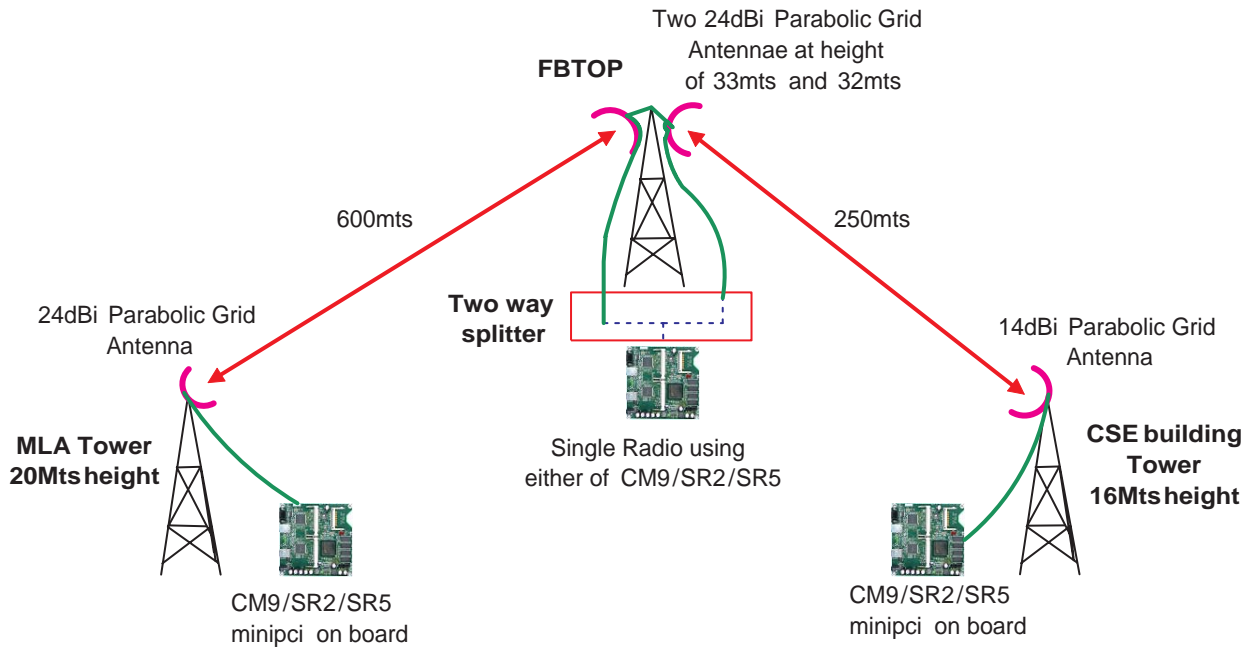 Two 24dBi Parabolic Grid
Antennae at height
of 33mts and 32mts
FBTOP
600mts
250mts
24dBi Parabolic Grid
Antenna
Two way
splitter
14dBi Parabolic Grid
Antenna
MLA Tower
20Mts height
Single Radio using
either of CM9/SR2/SR5
CSE building
Tower
16Mts height
CM9/SR2/SR5
minipci on board
CM9/SR2/SR5
minipci on board